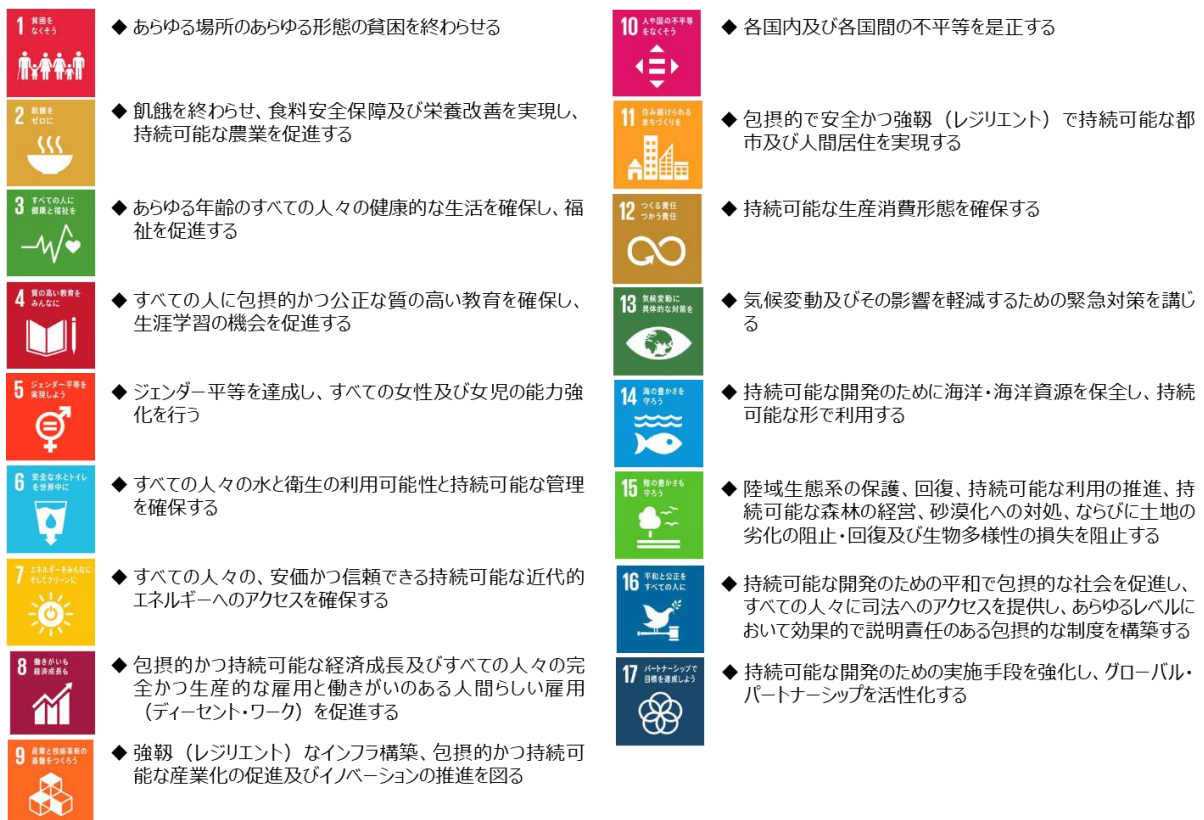 1 貧困を
なくそう
◆ あらゆる場所のあらゆる形態の貧困を終わらせる
2 飢餓を
ゼロに
◆ 飢餓を終わらせ、食料安全保障及び栄養改善を実現し、
持続可能な農業を促進する
3 すべての人に
健康と福祉を
◆ あらゆる年齢のすべての人々の健康的な生活を確保し、福
祉を促進する
4 質の高い教育を
みんなに
◆ すべての人に包摂的かつ公正な質の高い教育を確保し、
生涯学習の機会を促進する
5 ジェンダー平等を
実現しよう
◆ ジェンダー平等を達成し、すべての女性及び女児の能力強
化を行う
6 安全な水とトイレ
を世界中に
◆ すべての人々の水と衛生の利用可能性と持続可能な管理
を確保する
7 エネルギーをみんなに
そしてクリーンに
◆ すべての人々の、安価かつ信頼できる持続可能な近代的
エネルギーへのアクセスを確保する
8 働きがいも
経済成長も
◆ 包摂的かつ持続可能な経済成長及びすべての人々の完
全かつ生産的な雇用と働きがいのある人間らしい雇用
（ディーセント・ワーク）を促進する
9 産業と技術革新の
基盤をつくろう
◆ 強靱（レジリエント）なインフラ構築、包摂的かつ持続可
能な産業化の促進及びイノベーションの推進を図る
10 人や国の不平等
をなくそう
◆ 各国内及び各国間の不平等を是正する
11 住み続けられる
まちづくりを
◆ 包摂的で安全かつ強靱（レジリエント）で持続可能な都
市及び人間居住を実現する
12 つくる責任
つかう責任
◆ 持続可能な生産消費形態を確保する
13 気候変動に
具体的な対策を
◆ 気候変動及びその影響を軽減するための緊急対策を講じ
る
14 海の豊かさを
守ろう
◆ 持続可能な開発のために海洋・海洋資源を保全し、持続
可能な形で利用する
15 陸の豊かさも
守ろう
◆ 陸域生態系の保護、回復、持続可能な利用の推進、持
続可能な森林の経営、砂漠化への対処、ならびに土地の
劣化の阻止・回復及び生物多様性の損失を阻止する
16 平和と公正を
すべての人に
◆ 持続可能な開発のための平和で包摂的な社会を促進し、
すべての人々に司法へのアクセスを提供し、あらゆるレベルに
おいて効果的で説明責任のある包摂的な制度を構築する
17 パートナーシップで
目標を達成しよう
◆ 持続可能な開発のための実施手段を強化し、グローバル・
パートナーシップを活性化する